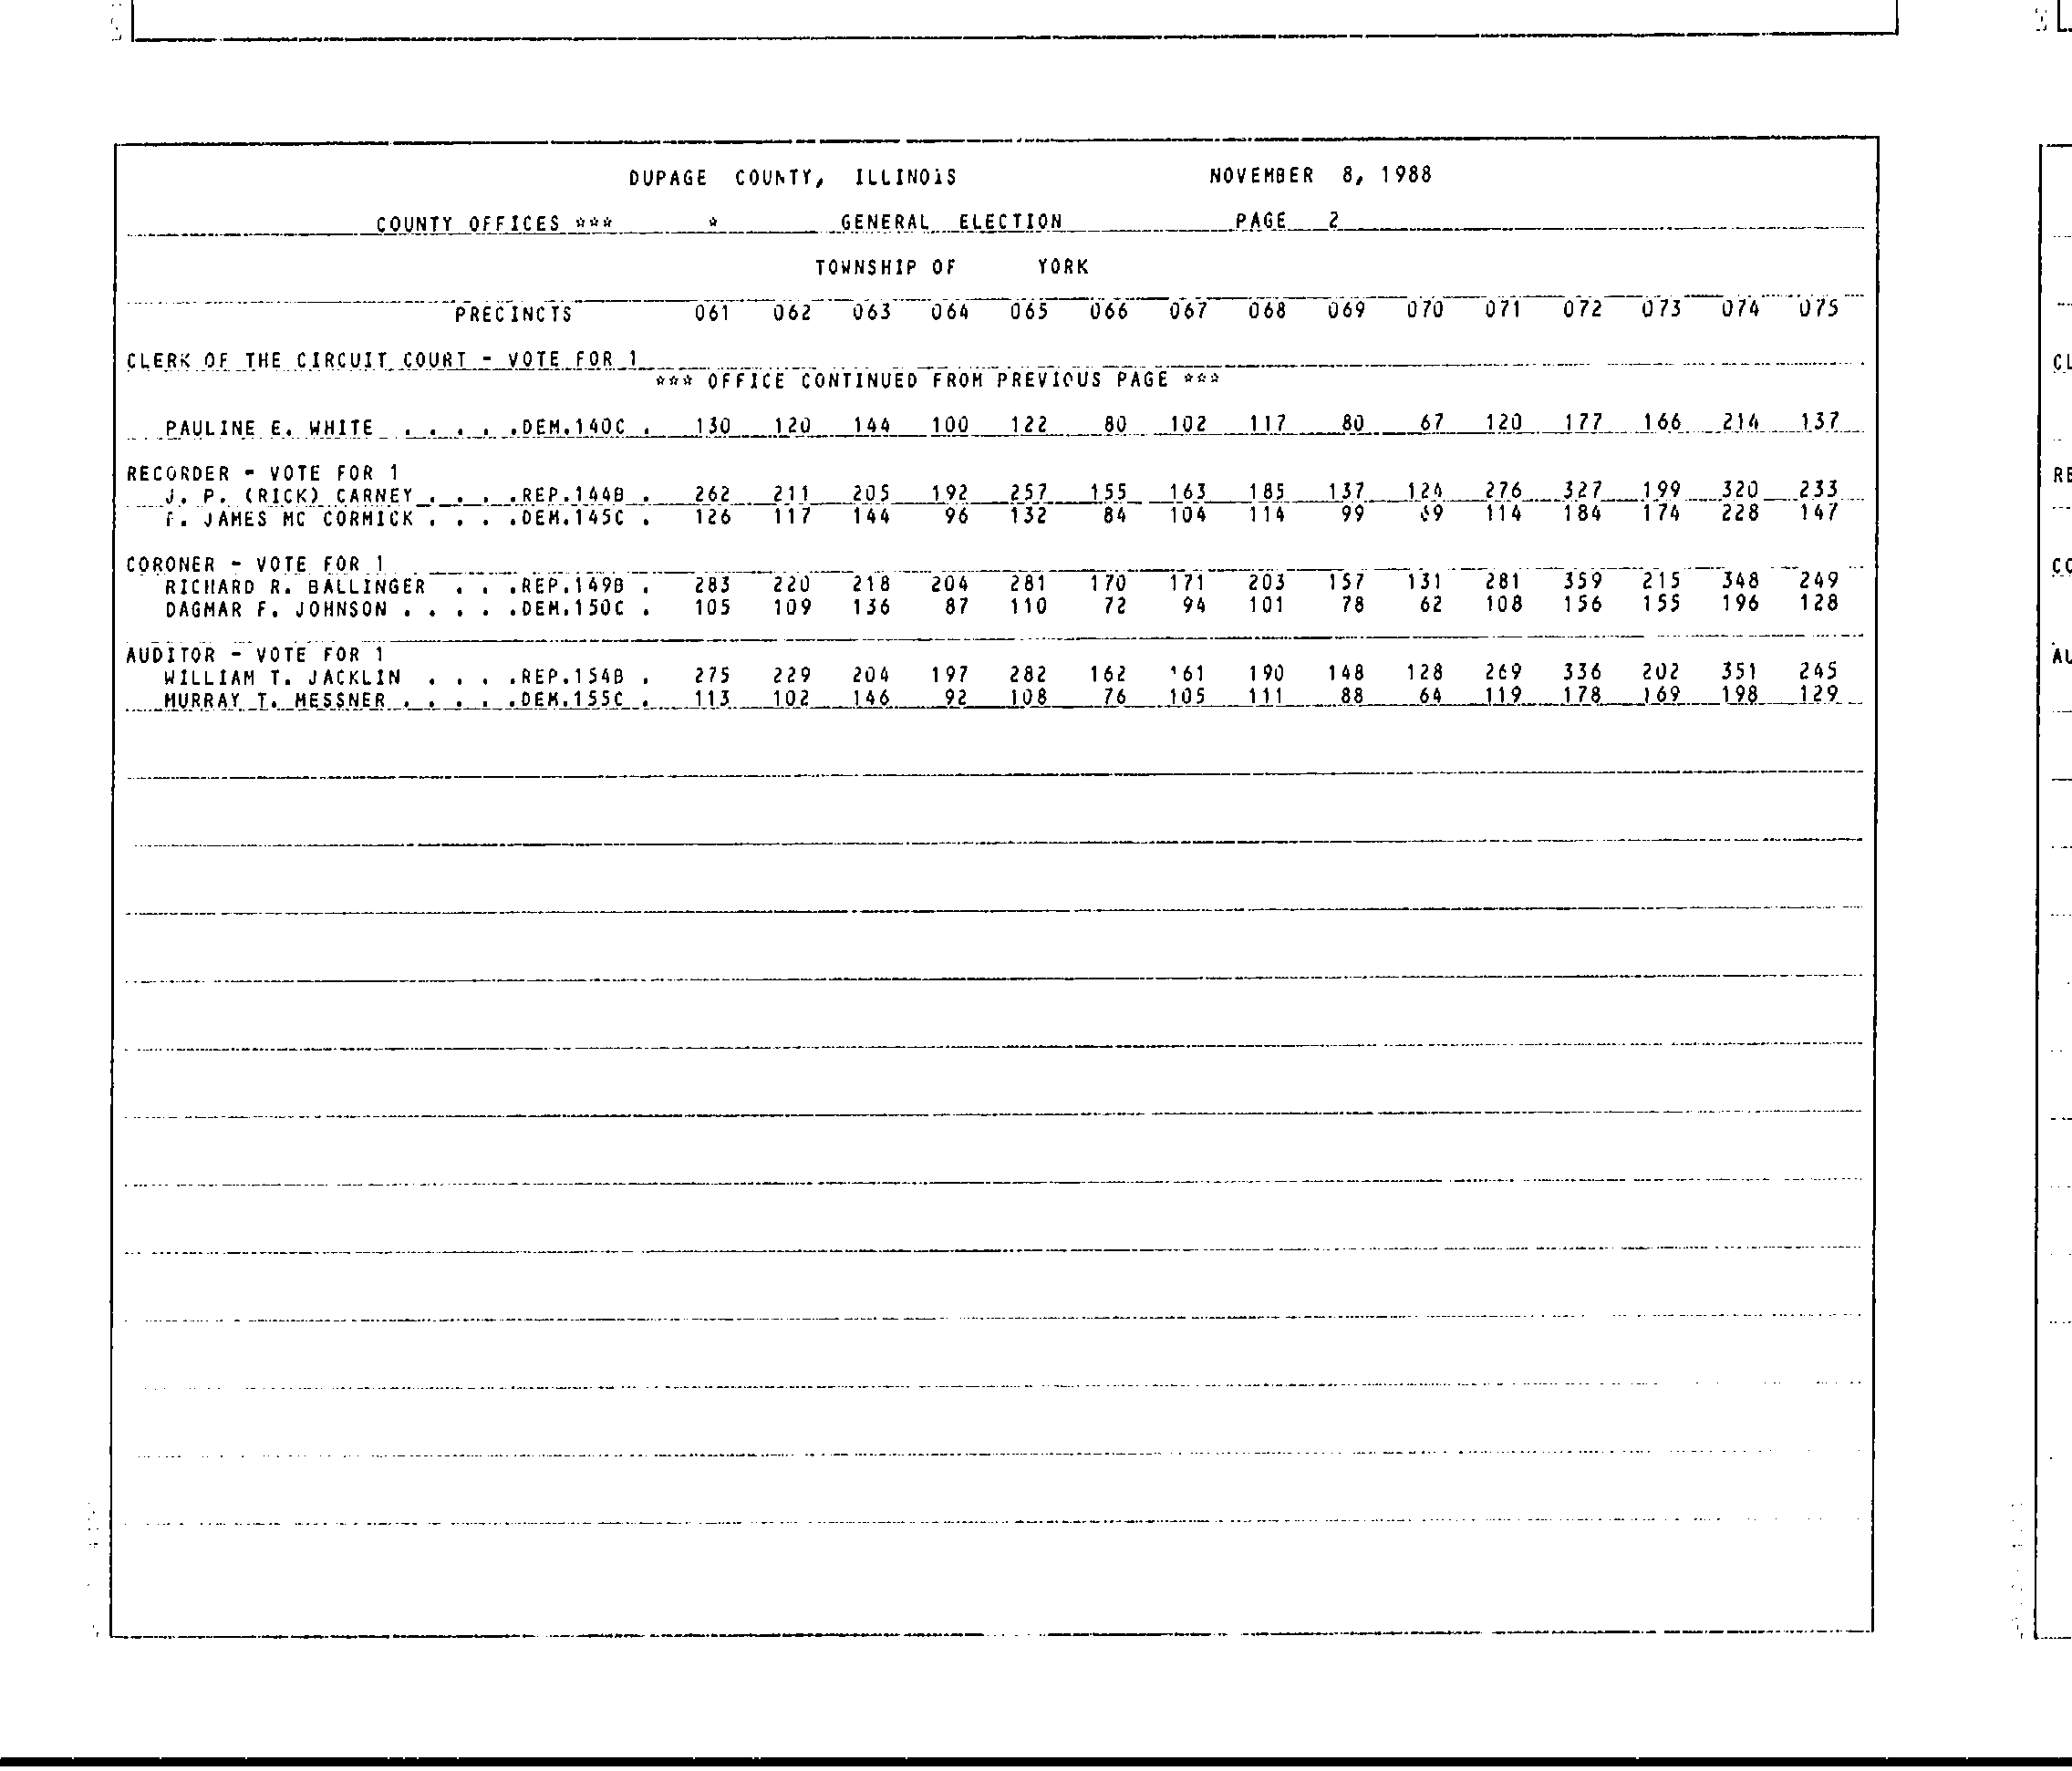 DUPAGE COUNTY, ILLINOIS NOVEMBER 8, 1988
COUNTY OFFICES *** * GENERAL ELECTION PAGE 2
TOWNSHIP OF YORK
PRECINCTS 061 062 063 064 065 066 067 068 069 070 071 072 073 074 075
CLERK OF THE CIRCUIT COURT - VOTE FOR 1
*** OFFICE CONTINUED FROM PREVIOUS PAGE ***
PAULINE E. WHITE . . . . . .DEM.140C . 130 120 144 100 122 80 102 117 80 67 120 177 166 214 137
RECORDER - VOTE FOR 1
J. P. (RICK) CARNEY . . . .REP.144B . 262 211 205 192 257 155 163 185 137 124 276 327 199 320 233
F. JAMES MC CORMICK . . . .DEM.145C . 126 117 144 96 132 84 104 114 99 69 114 184 174 228 147
CORONER - VOTE FOR 1
RICHARD R. BALLINGER . . .REP.149B . 283 220 218 204 281 170 171 203 157 131 281 359 215 348 249
DAGMAR F. JOHNSON . . . . .DEM.150C . 105 109 136 87 110 72 94 101 78 62 108 156 155 196 128
AUDITOR - VOTE FOR 1
WILLIAM T. JACKLIN . . . .REP.154B . 275 229 204 197 282 162 161 190 148 128 269 336 202 351 245
MURRAY T. MESSNER . . . . .DEM.155C . 113 102 146 92 108 76 105 111 88 64 119 178 169 198 129
CL
RE
CO
AU